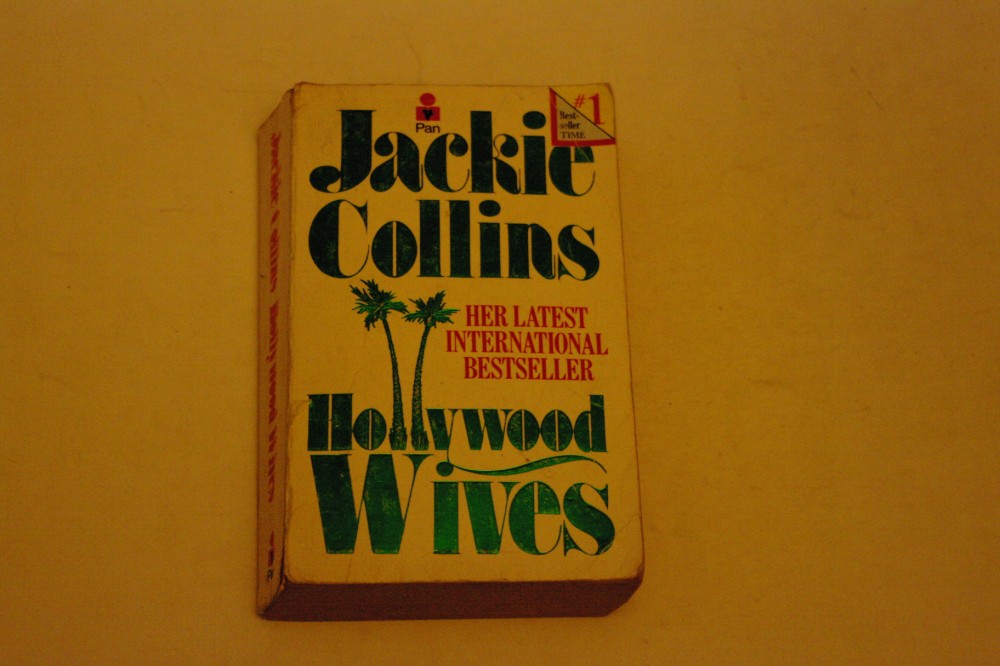 Pan
#1
Best-
seller
TIME
Jackie
Collins
HER LATEST
INTERNATIONAL
BESTSELLER
Hollywood
Wives